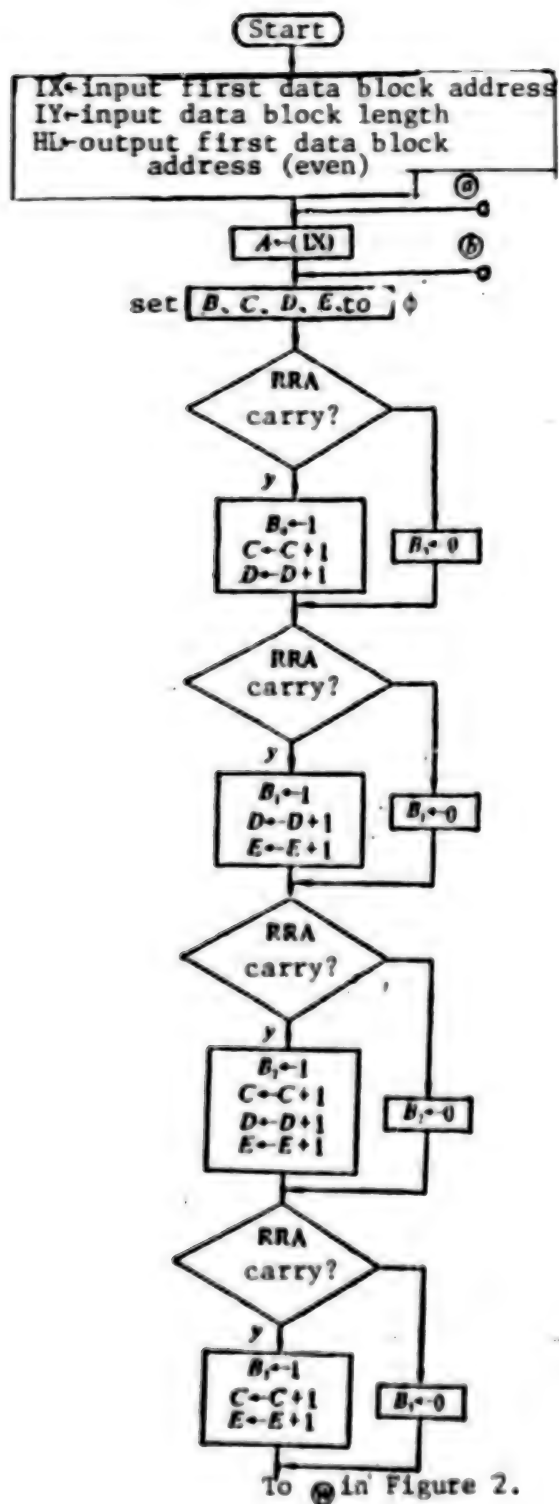 Start
IX←input first data block address
IY←input data block length
HL←output first data block
address (even)
ⓐ
A←(IX)
ⓑ
set B, C, D, E. to ϕ
RRA
carry?
y
B₀←1
C←C+1
D←D+1
B₀←0
RRA
carry?
y
B₁←1
D←D+1
E←E+1
B₁←0
RRA
carry?
y
B₂←1
C←C+1
D←D+1
E←E+1
B₂←0
RRA
carry?
y
B₃←1
C←C+1
E←E+1
B₃←0
To in Figure 2.